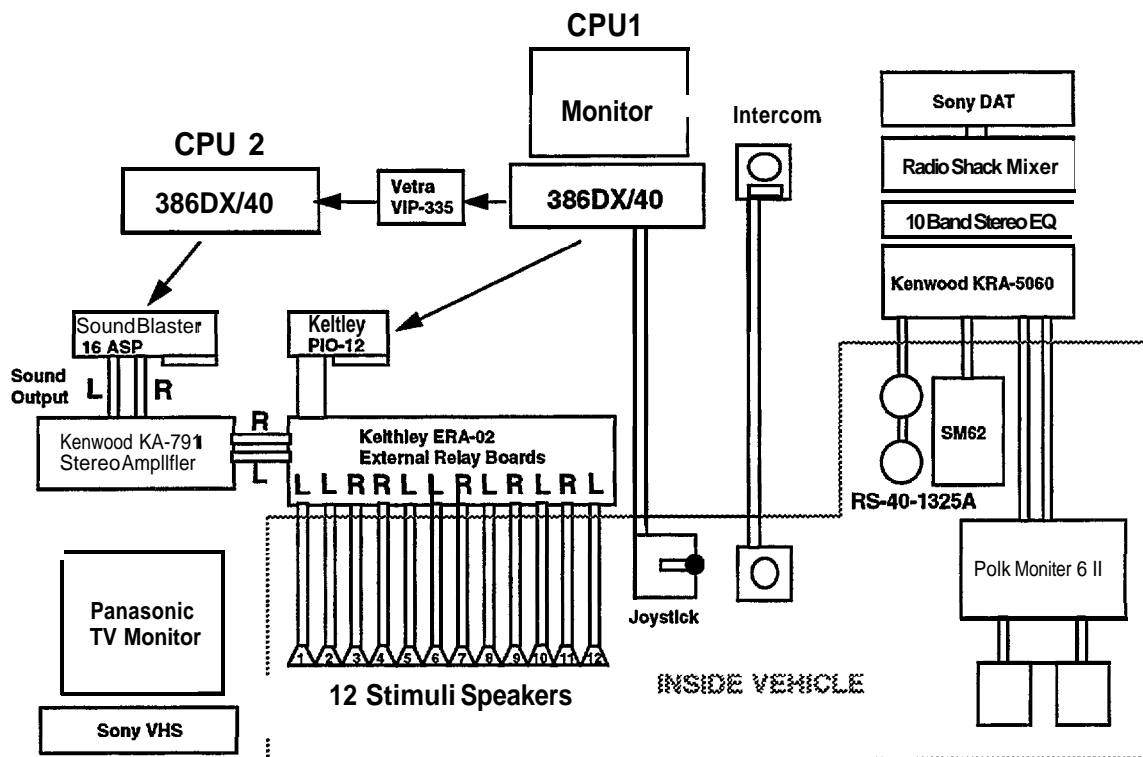 CPU1
Monitor
Intercom
Sony DAT
Radio Shack Mixer
10 Band Stereo EQ
Kenwood KRA-5060
CPU 2
386DX/40
Vetra
VIP-335
386DX/40
SoundBlaster
16 ASP
Keltley
PIO-12
Sound
Output
L
R
Kenwood KA-791
Stereo Amplifler
R
L
Keithley ERA-02
External Relay Boards
L L R R L L R L R L R L
SM62
RS-40-1325A
Polk Moniter 6 II
Joystick
Panasonic
TV Monitor
Sony VHS
1 2 3 4 5 6 7 8 9 10 11 12
12 Stimuli Speakers
INSIDE VEHICLE